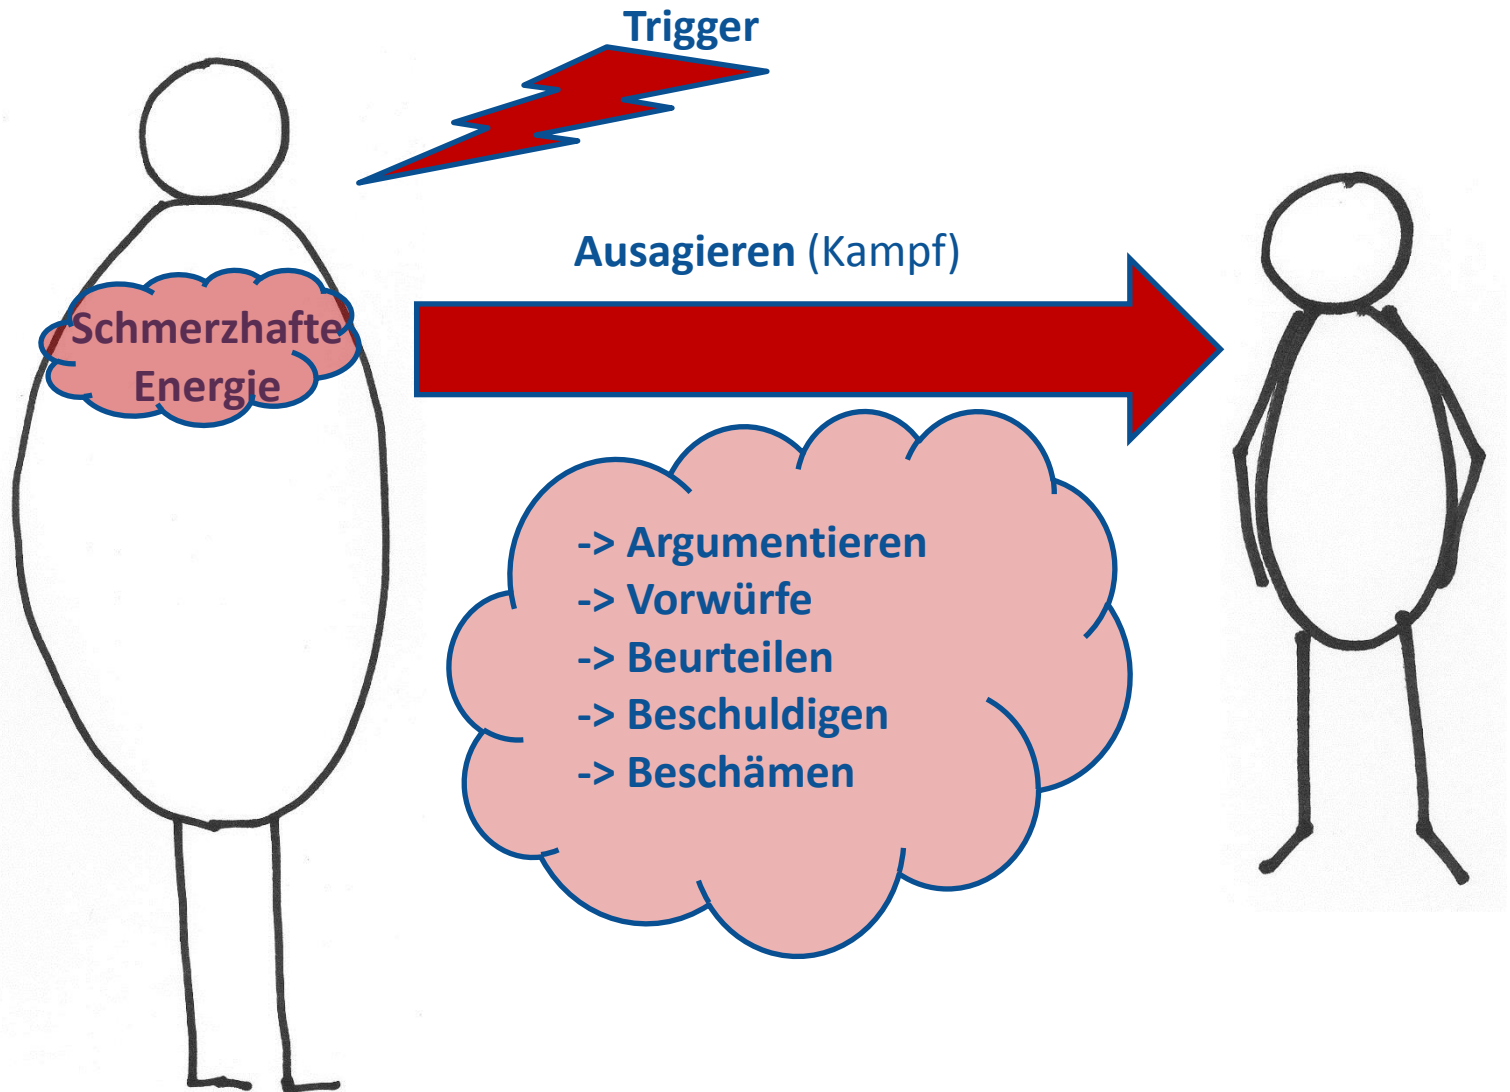 Trigger
Ausagieren (Kampf)
Schmerzhafte
Energie
-> Argumentieren
-> Vorwürfe
-> Beurteilen
-> Beschuldigen
-> Beschämen